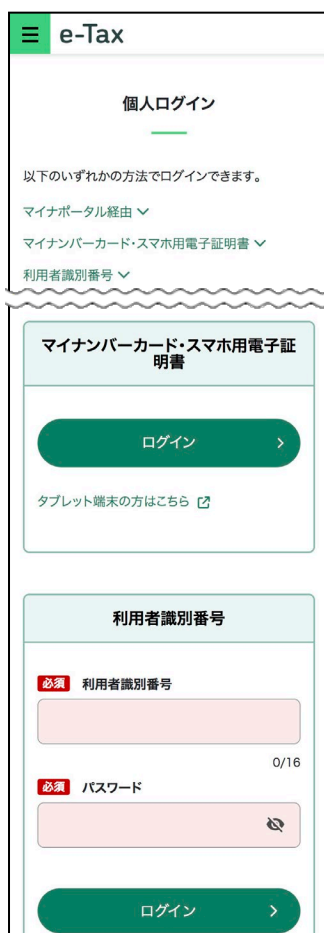 e-Tax
個人ログイン
以下のいずれかの方法でログインできます。
マイナポータル経由
マイナンバーカード・スマホ用電子証明書
利用者識別番号
マイナンバーカード・スマホ用電子証
明書
ログイン
タブレット端末の方はこちら
利用者識別番号
必須 利用者識別番号
0/16
必須 パスワード
ログイン